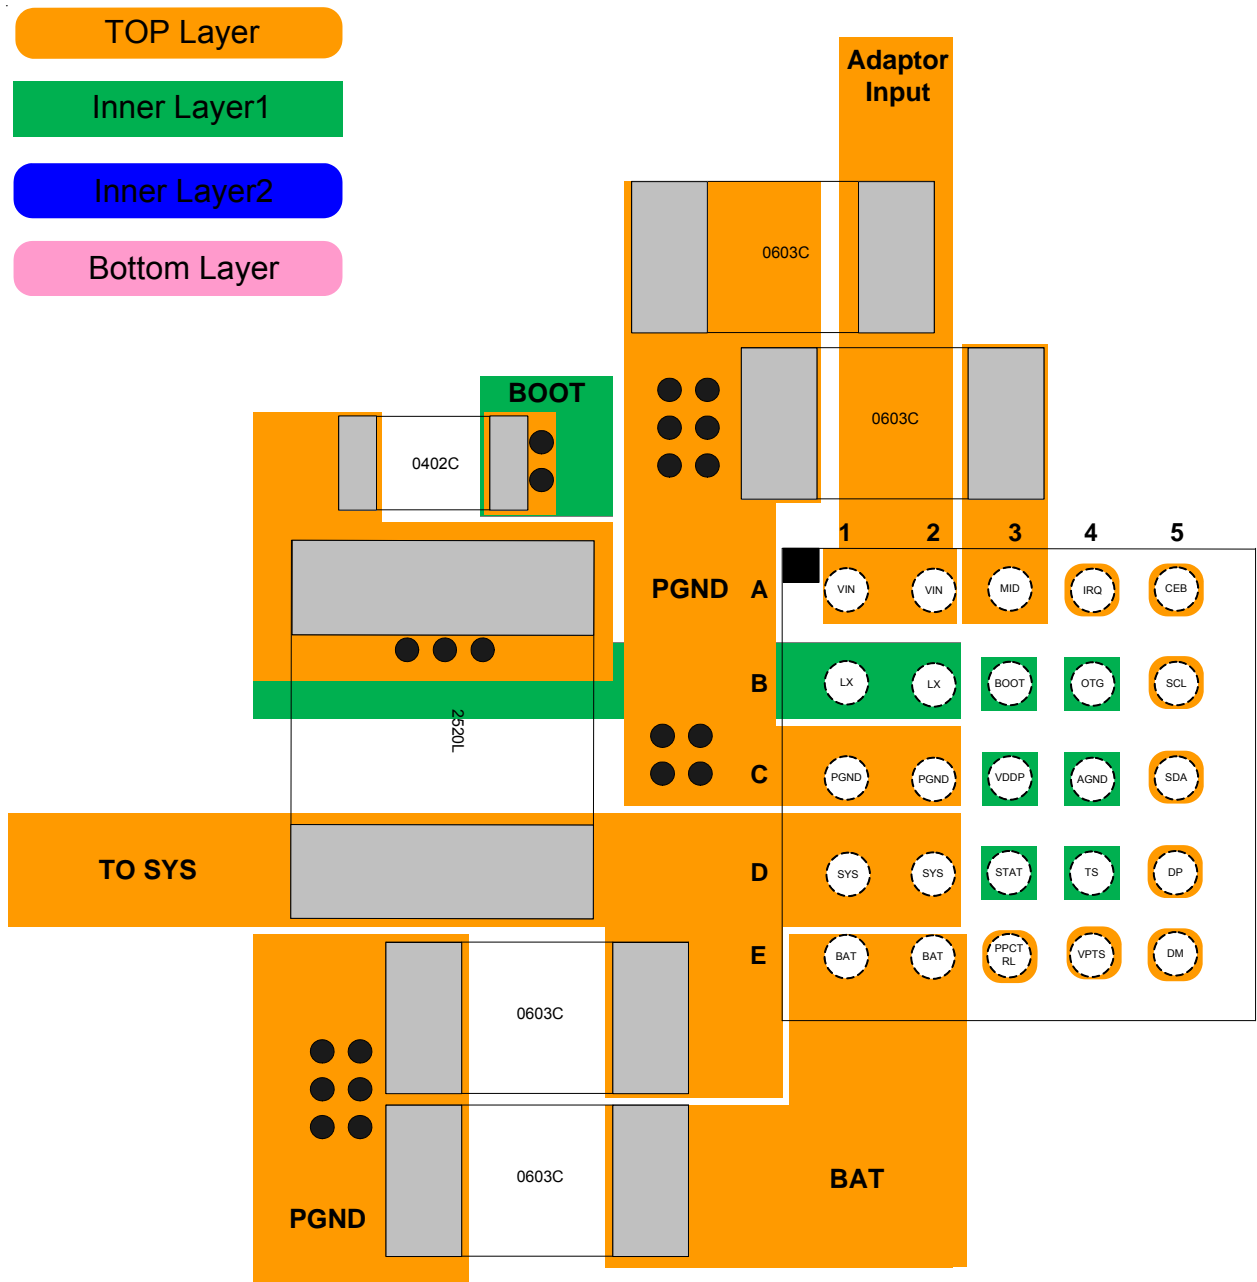 TOP Layer
Inner Layer1
Inner Layer2
Bottom Layer
Adaptor
Input
0603C
0603C
BOOT
0402C
1 2 3 4 5
PGND
A VIN VIN MID IRQ CEB
B LX LX BOOT OTG SCL
2520L
C PGND PGND VDDP AGND SDA
TO SYS
D SYS SYS STAT TS DP
E BAT BAT PPCT
RL VPTS DM
0603C
0603C
BAT
PGND